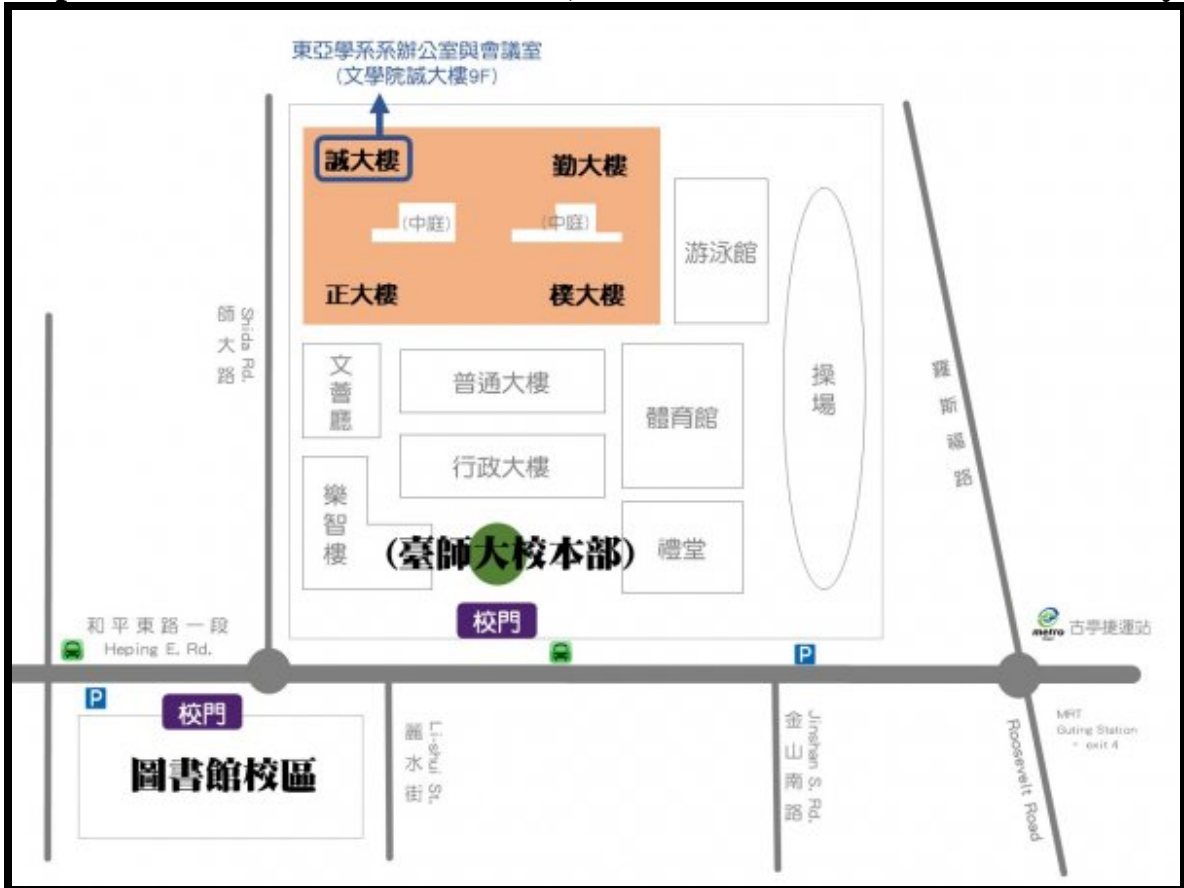 東亞學系系辦公室與會議室
(文學院誠大樓9F)
誠大樓
勤大樓
(中庭)
(中庭)
游泳館
正大樓
樸大樓
師大路
Shida Rd.
文薈廳
普通大樓
體育館
操場
羅斯福路
行政大樓
樂智樓
(臺師大校本部)
禮堂
校門
和平東路一段
Heping E. Rd.
P
metro
古亭捷運站
P
校門
圖書館校區
麗水街
Li-shui St.
金山南路
Jinshan S. Rd.
Roosevelt Road
MRT
Guting Station
- exit 4